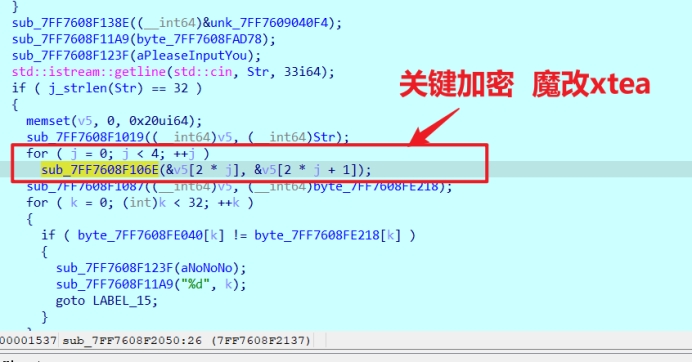 }
sub_7FF7608F138E((__int64)&unk_7FF7609040F4);
sub_7FF7608F11A9(byte_7FF7608FAD78);
sub_7FF7608F123F(aPleaseInputYou);
std::istream::getline(std::cin, Str, 33i64);
if ( j_strlen(Str) == 32 )
{
memset(v5, 0, 0x20ui64);
sub_7FF7608F1019((__int64)v5, (__int64)Str);
for ( j = 0; j < 4; ++j )
sub_7FF7608F106E(&v5[2 * j], &v5[2 * j + 1]);
sub_7FF7608F1087((__int64)v5, (__int64)byte_7FF7608FE218);
for ( k = 0; (int)k < 32; ++k )
{
if ( byte_7FF7608FE040[k] != byte_7FF7608FE218[k] )
{
sub_7FF7608F123F(aNoNoNo);
sub_7FF7608F11A9("%d", k);
goto LABEL_15;
}
关键加密 魔改xtea
00001537 sub_7FF7608F2050:26 (7FF7608F2137)